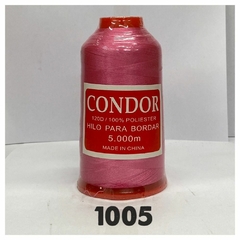 CONDOR
120D / 100% POLIESTER
HILO PARA BORDAR
5.000m
MADE IN CHINA
1005